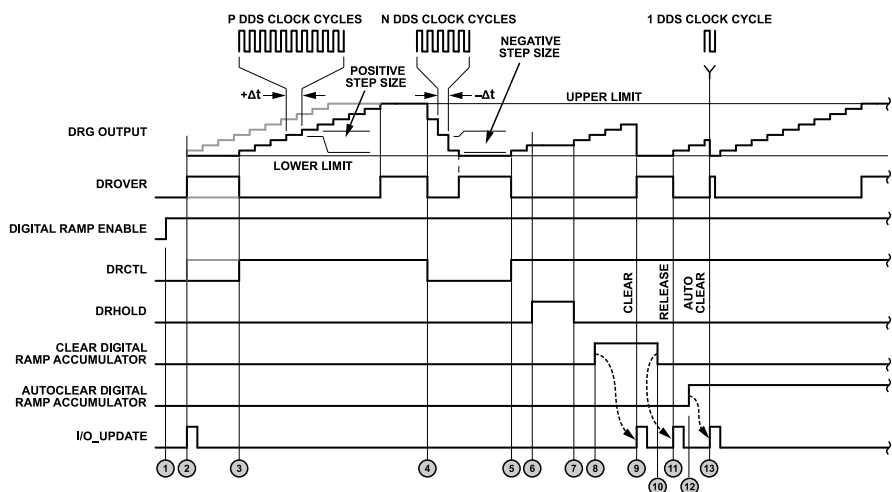 P DDS CLOCK CYCLES
N DDS CLOCK CYCLES
1 DDS CLOCK CYCLE
NEGATIVE
STEP SIZE
POSITIVE
STEP SIZE
+Δt
–Δt
UPPER LIMIT
DRG OUTPUT
LOWER LIMIT
DROVER
DIGITAL RAMP ENABLE
DRCTL
CLEAR
RELEASE
AUTO
CLEAR
DRHOLD
CLEAR DIGITAL
RAMP ACCUMULATOR
AUTOCLEAR DIGITAL
RAMP ACCUMULATOR
I/O_UPDATE
1 2 3 4 5 6 7 8 9 10 11 12 13